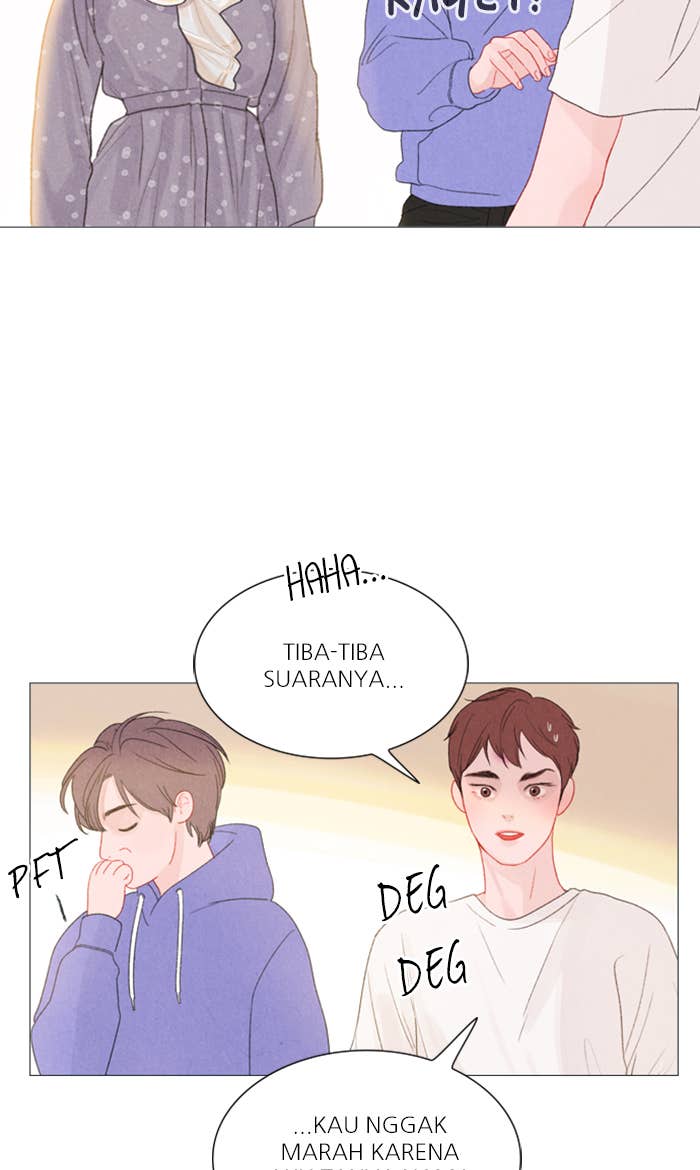 HAHA...
TIBA-TIBA
SUARANYA...
PFT
DEG
DEG
...KAU NGGAK
MARAH KARENA